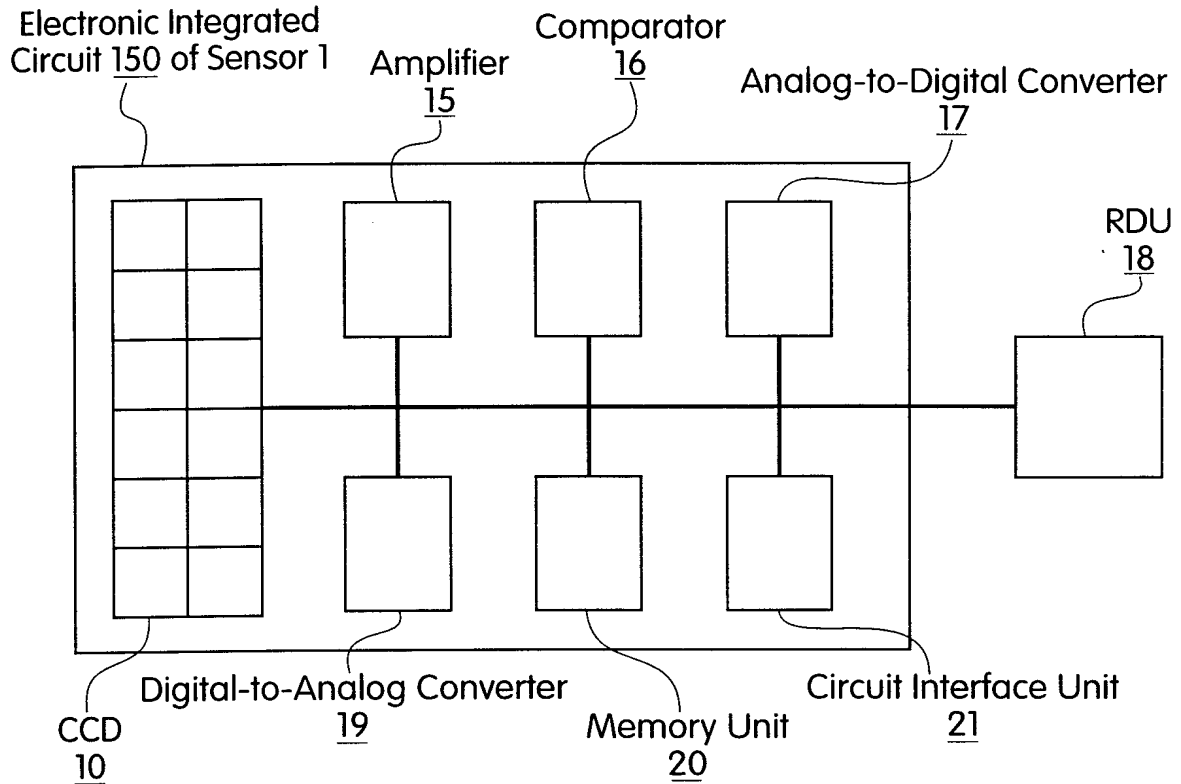 Electronic Integrated
Circuit 150 of Sensor 1
Amplifier
15
Comparator
16
Analog-to-Digital Converter
17
RDU
18
CCD
10
Digital-to-Analog Converter
19
Memory Unit
20
Circuit Interface Unit
21